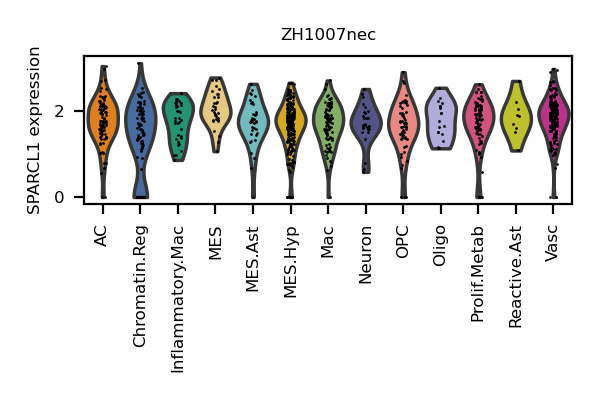 ZH1007nec
SPARCL1 expression
2
0
AC
Chromatin.Reg
Inflammatory.Mac
MES
MES.Ast
MES.Hyp
Mac
Neuron
OPC
Oligo
Prolif.Metab
Reactive.Ast
Vasc